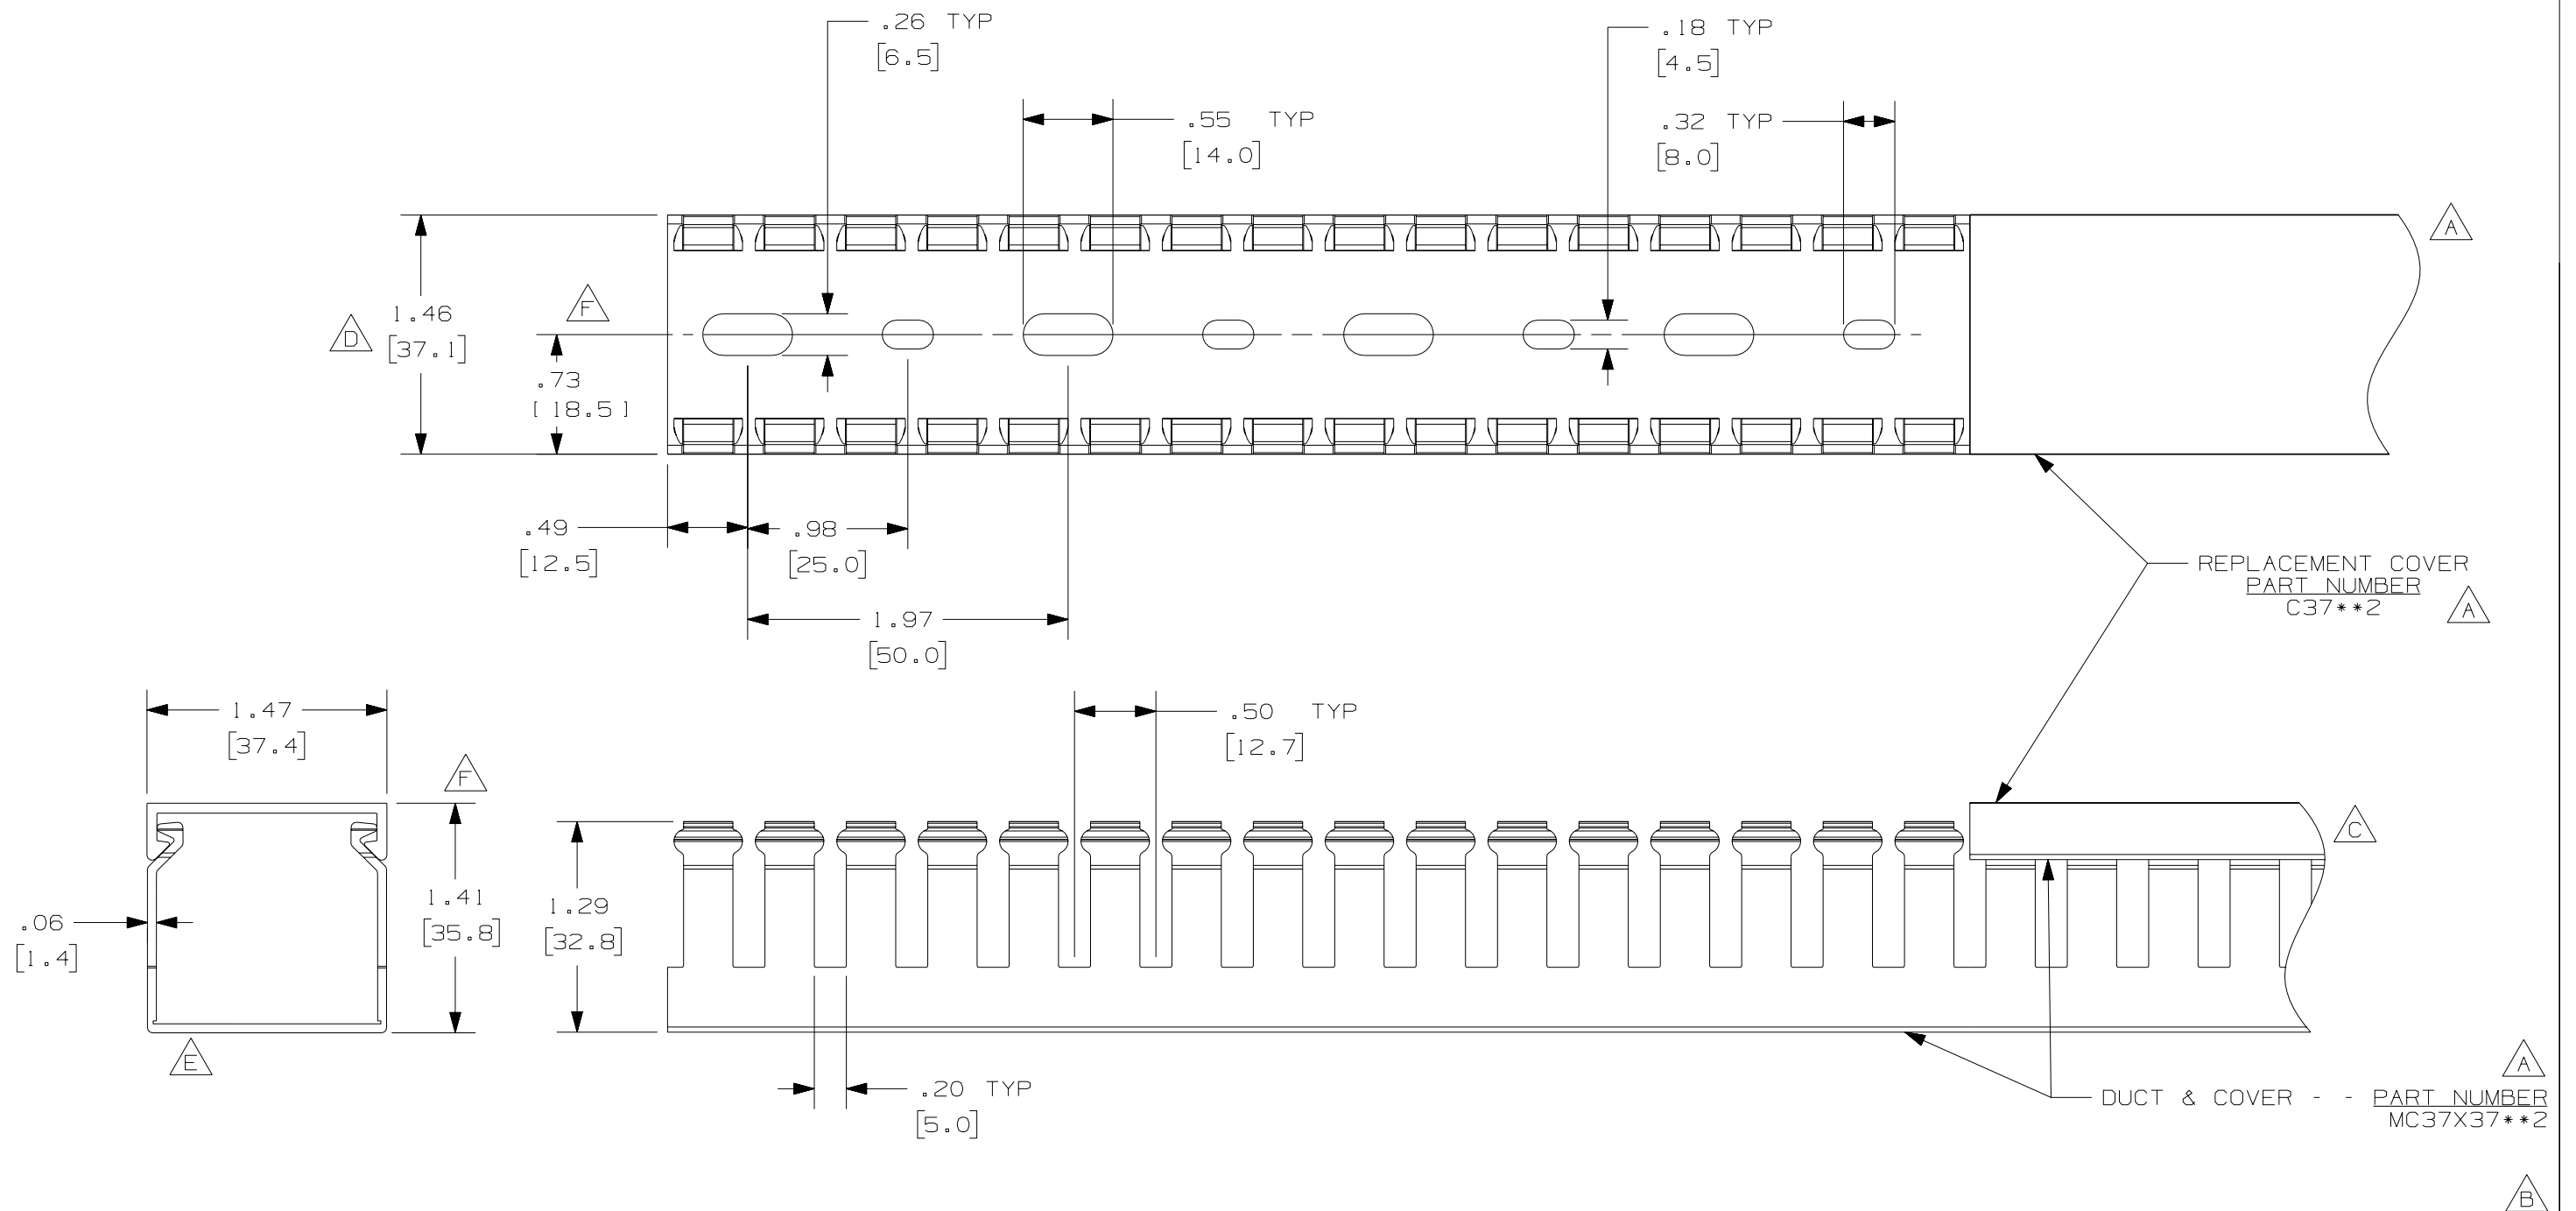 .26 TYP
[6.5]
.18 TYP
[4.5]
.55 TYP
[14.0]
.32 TYP
[8.0]
A
F
D
1.46
[37.1]
.73
[18.5]
.49
[12.5]
.98
[25.0]
1.97
[50.0]
REPLACEMENT COVER
PART NUMBER
C37**2
A
1.47
[37.4]
F
.50 TYP
[12.7]
C
1.41
[35.8]
1.29
[32.8]
.06
[1.4]
E
.20 TYP
[5.0]
A
DUCT & COVER - - PART NUMBER
MC37X37**2
B